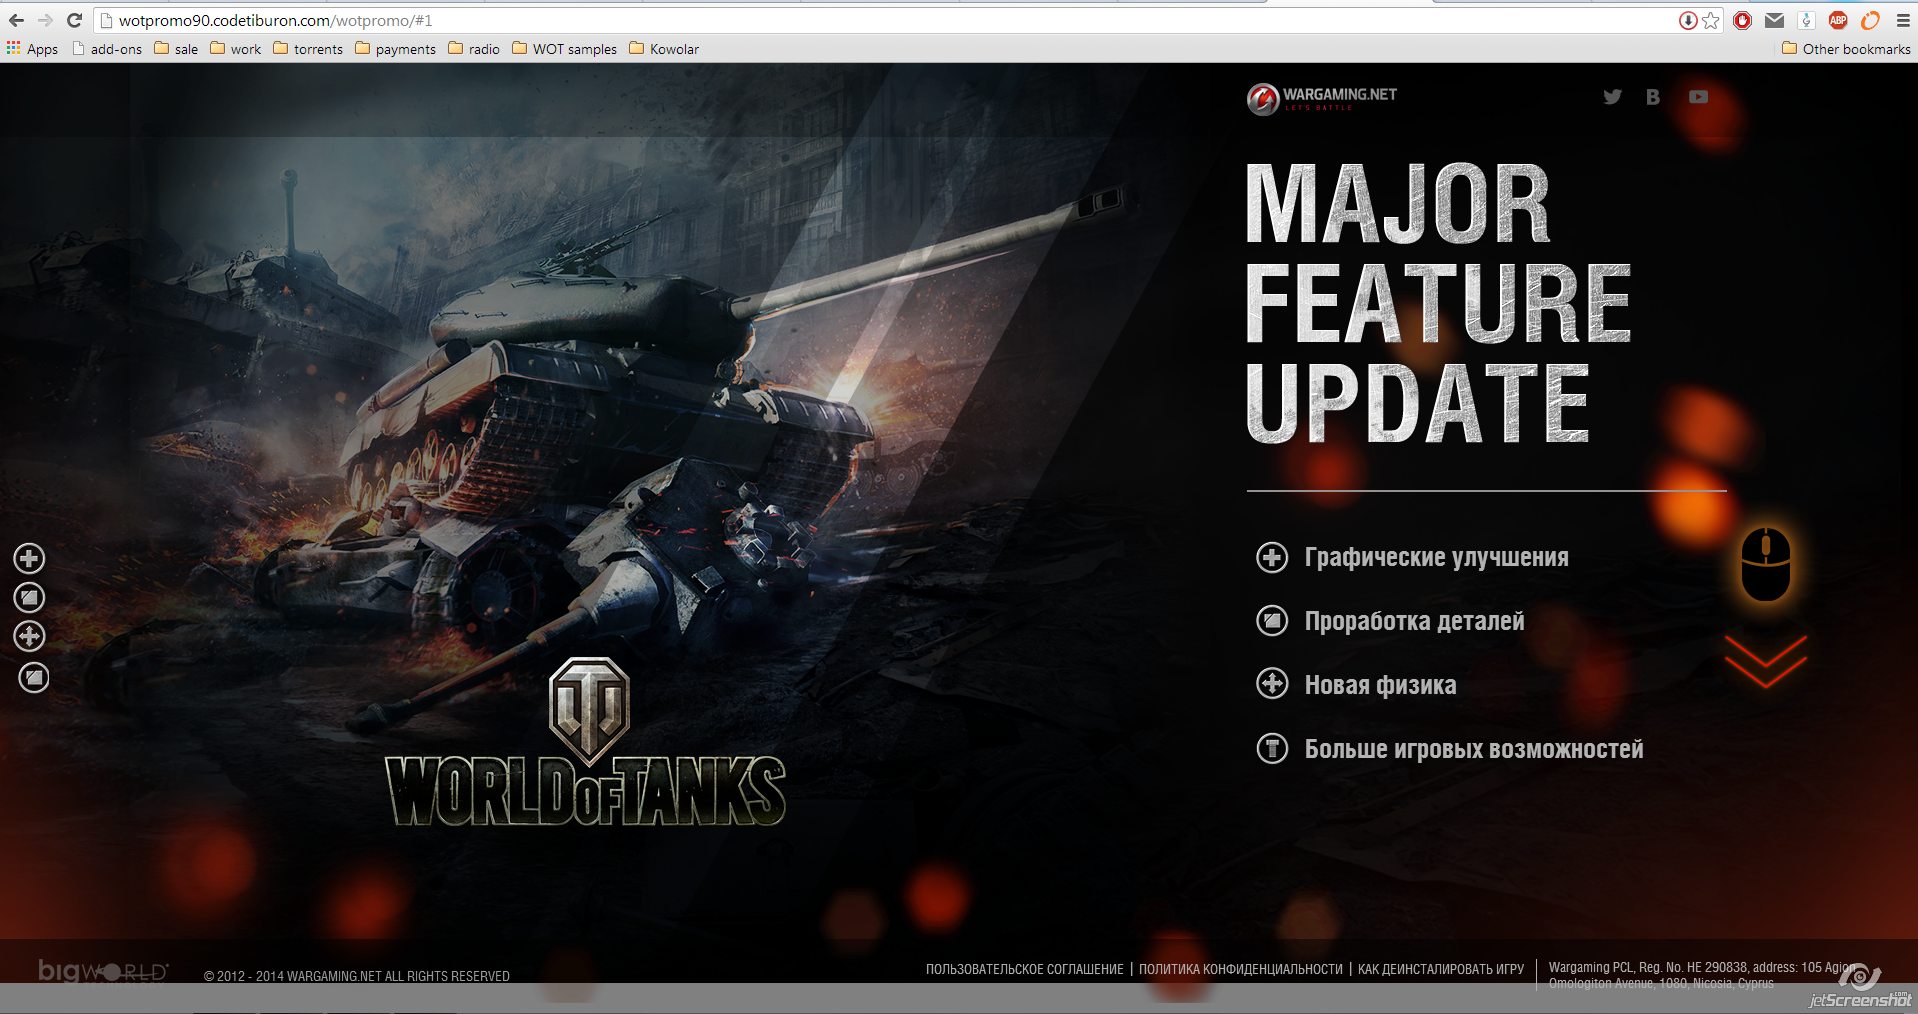 wotpromo90.codetiburon.com/wotpromo/#1
ABP
Apps add-ons sale work torrents payments radio WOT samples Kowolar Other bookmarks
WARGAMING.NET
LET'S BATTLE
MAJOR
FEATURE
UPDATE
Графические улучшения
Проработка деталей
Новая физика
Больше игровых возможностей
WORLD OF TANKS
bigWORLD
TECHNOLOGY
© 2012 - 2014 WARGAMING.NET ALL RIGHTS RESERVED
ПОЛЬЗОВАТЕЛЬСКОЕ СОГЛАШЕНИЕ | ПОЛИТИКА КОНФИДЕНЦИАЛЬНОСТИ | КАК ДЕИНСТАЛИРОВАТЬ ИГРУ
Wargaming PCL, Reg. No. HE 290838, address: 105 Agion
Omologiton Avenue, 1080, Nicosia, Cyprus
jetScreenshot.com